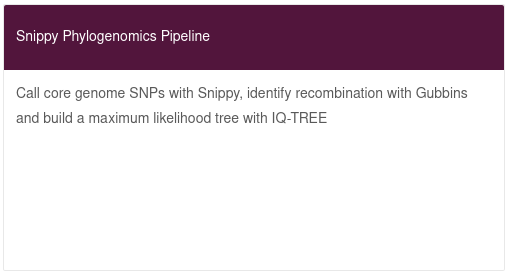 Snippy Phylogenomics Pipeline
Call core genome SNPs with Snippy, identify recombination with Gubbins
and build a maximum likelihood tree with IQ-TREE